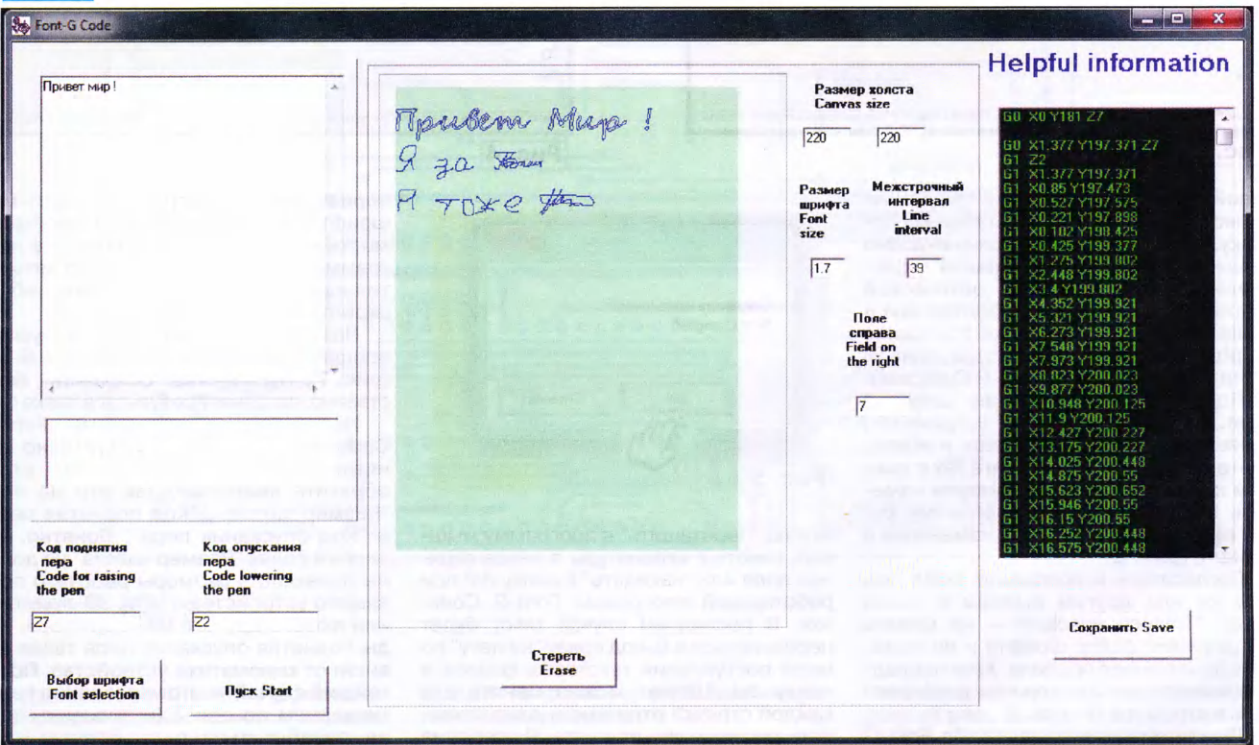 Font-G Code
Helpful information
Привет мир !
Привет Мир !
Я за
Я тоже
Размер холста
Canvas size
220 220
Размер шрифта
Font size
Межстрочный интервал
Line interval
1.7 39
Поле справа
Field on the right
7
G0 X0 Y181 Z7
G0 X1.377 Y197.371 Z7
G1 Z2
G1 X1.377 Y197.371
G1 X0.85 Y197.473
G1 X0.527 Y197.575
G1 X0.221 Y197.898
G1 X0.102 Y198.425
G1 X0.425 Y199.377
G1 X1.275 Y199.802
G1 X2.448 Y199.802
G1 X3.4 Y199.802
G1 X4.352 Y199.921
G1 X5.321 Y199.921
G1 X6.273 Y199.921
G1 X7.548 Y199.921
G1 X7.973 Y199.921
G1 X8.823 Y200.023
G1 X9.877 Y200.023
G1 X10.948 Y200.125
G1 X11.9 Y200.125
G1 X12.427 Y200.227
G1 X13.175 Y200.227
G1 X14.025 Y200.448
G1 X14.875 Y200.55
G1 X15.623 Y200.652
G1 X15.946 Y200.55
G1 X16.15 Y200.55
G1 X16.252 Y200.448
G1 X16.575 Y200.448
Код поднятия пера
Code for raising the pen
Z7
Код опускания пера
Code lowering the pen
Z2
Выбор шрифта
Font selection
Пуск Start
Стереть
Erase
Сохранить Save